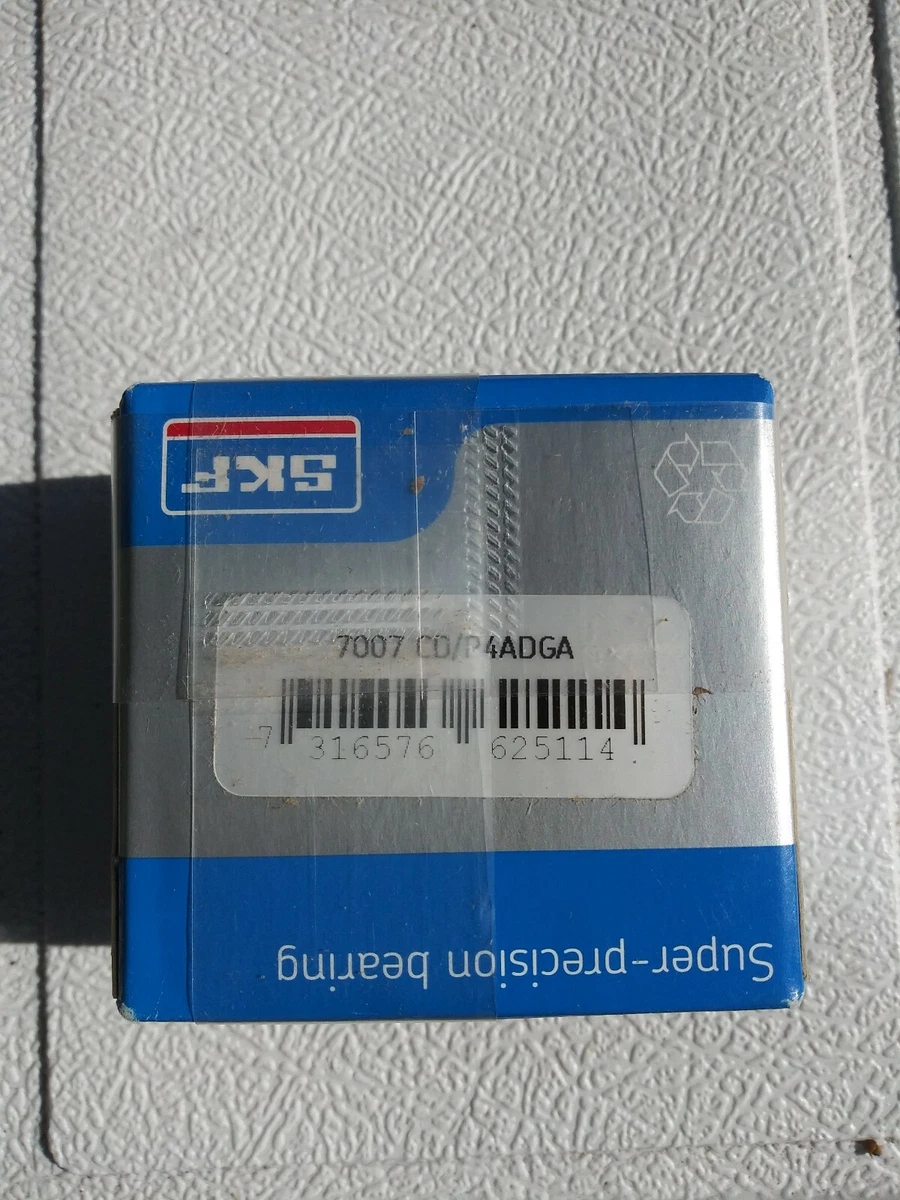 SKF
7007 CD/P4ADGA
7 316576 625114
Super-precision bearing